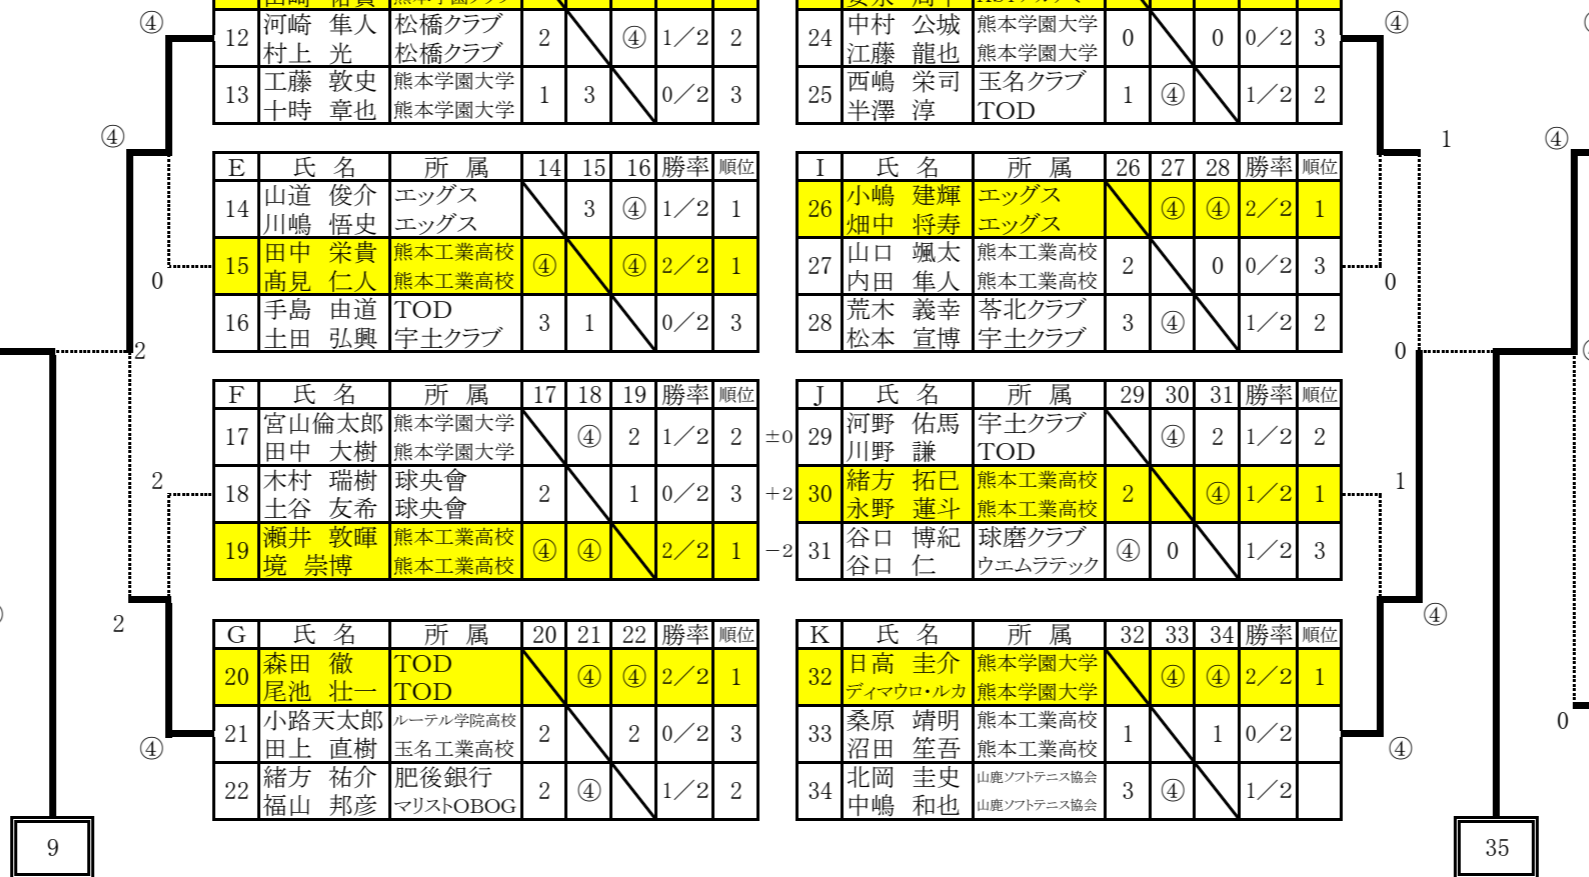 ④
12 河崎 隼人 松橋クラブ 2 ④ 1／2 2
村上 光 松橋クラブ
13 工藤 敦史 熊本学園大学 1 3 0／2 3
十時 章也 熊本学園大学
④
E 氏 名 所 属 14 15 16 勝率 順位
14 山道 俊介 エッグス 3 ④ 1／2 1
川嶋 悟史 エッグス
15 田中 栄貴 熊本工業高校 ④ ④ 2／2 1
髙見 仁人 熊本工業高校
0
16 手島 由道 TOD 3 1 0／2 3
土田 弘興 宇土クラブ
2
F 氏 名 所 属 17 18 19 勝率 順位
17 宮山倫太郎 熊本学園大学 ④ 2 1／2 2
田中 大樹 熊本学園大学
2
18 木村 瑞樹 球央會 2 1 0／2 3
土谷 友希 球央會
19 瀬井 敦暉 熊本工業高校 ④ ④ 2／2 1
境 崇博 熊本工業高校
2
G 氏 名 所 属 20 21 22 勝率 順位
20 森田 徹 TOD ④ ④ 2／2 1
尾池 壮一 TOD
21 小路天太郎 ルーテル学院高校 2 2 0／2 3
田上 直樹 玉名工業高校
④
22 緒方 祐介 肥後銀行 2 ④ 1／2 2
福山 邦彦 マリストOBOG
9
④
24 中村 公城 熊本学園大学 0 0 0／2 3
江藤 龍也 熊本学園大学
25 西嶋 栄司 玉名クラブ 1 ④ 1／2 2
半澤 淳 TOD
1
④
I 氏 名 所 属 26 27 28 勝率 順位
26 小嶋 建輝 エッグス ④ ④ 2／2 1
畑中 将寿 エッグス
27 山口 颯太 熊本工業高校 2 0 0／2 3
内田 隼人 熊本工業高校
0
28 荒木 義幸 苓北クラブ 3 ④ 1／2 2
松本 宣博 宇土クラブ
0
J 氏 名 所 属 29 30 31 勝率 順位
±0 29 河野 佑馬 宇土クラブ ④ 2 1／2 2
川野 謙 TOD
+2 30 緒方 拓巳 熊本工業高校 2 ④ 1／2 1
永野 蓮斗 熊本工業高校
1
−2 31 谷口 博紀 球磨クラブ ④ 0 1／2 3
谷口 仁 ウエムラテック
④
K 氏 名 所 属 32 33 34 勝率 順位
32 日高 圭介 熊本学園大学 ④ ④ 2／2 1
ディマウロ・ルカ 熊本学園大学
33 桑原 靖明 熊本工業高校 1 1 0／2
沼田 笙吾 熊本工業高校
④
0
34 北岡 圭史 山鹿ソフトテニス協会 3 ④ 1／2
中嶋 和也 山鹿ソフトテニス協会
35